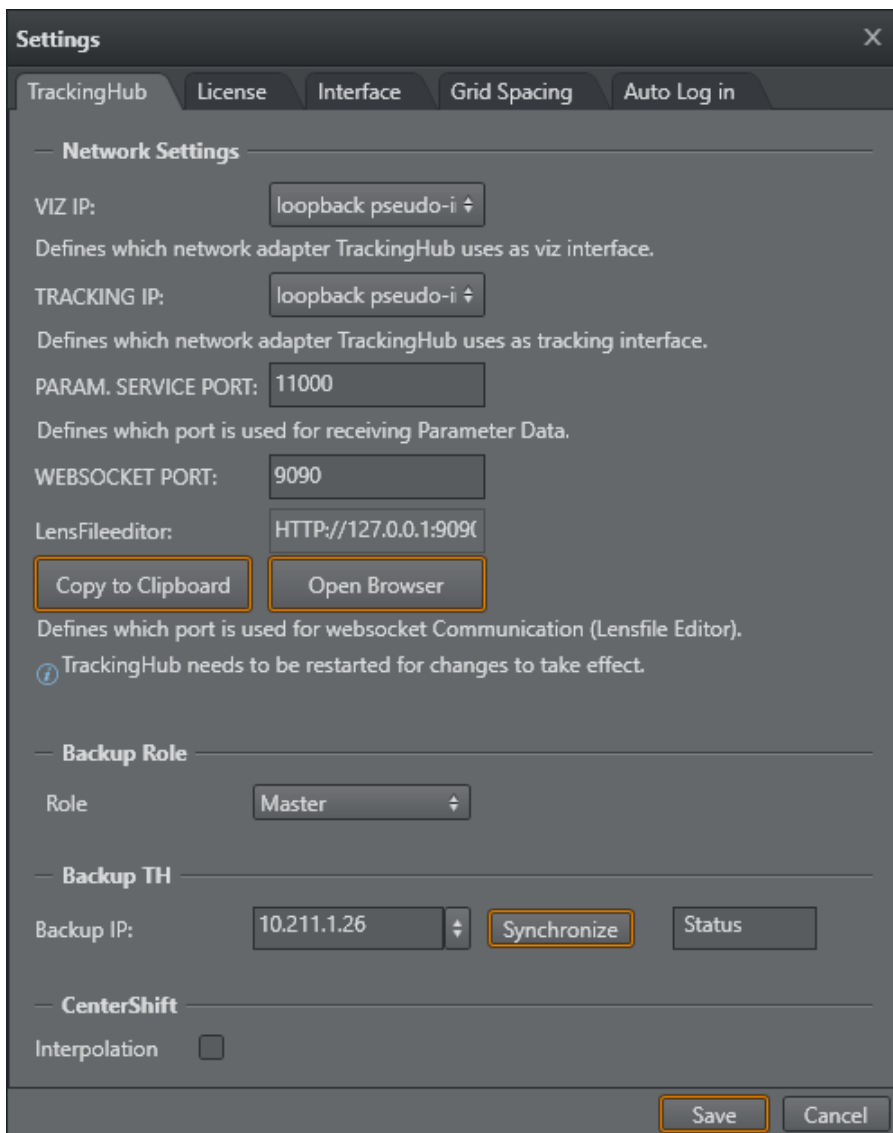 Settings
TrackingHub License Interface Grid Spacing Auto Log in
Network Settings
VIZ IP: loopback pseudo-i
Defines which network adapter TrackingHub uses as viz interface.
TRACKING IP: loopback pseudo-i
Defines which network adapter TrackingHub uses as tracking interface.
PARAM. SERVICE PORT: 11000
Defines which port is used for receiving Parameter Data.
WEBSOCKET PORT: 9090
LensFileeditor: HTTP://127.0.0.1:909(
Copy to Clipboard Open Browser
Defines which port is used for websocket Communication (Lensfile Editor).
TrackingHub needs to be restarted for changes to take effect.
Backup Role
Role Master
Backup TH
Backup IP: 10.211.1.26 Synchronize Status
CenterShift
Interpolation
Save Cancel